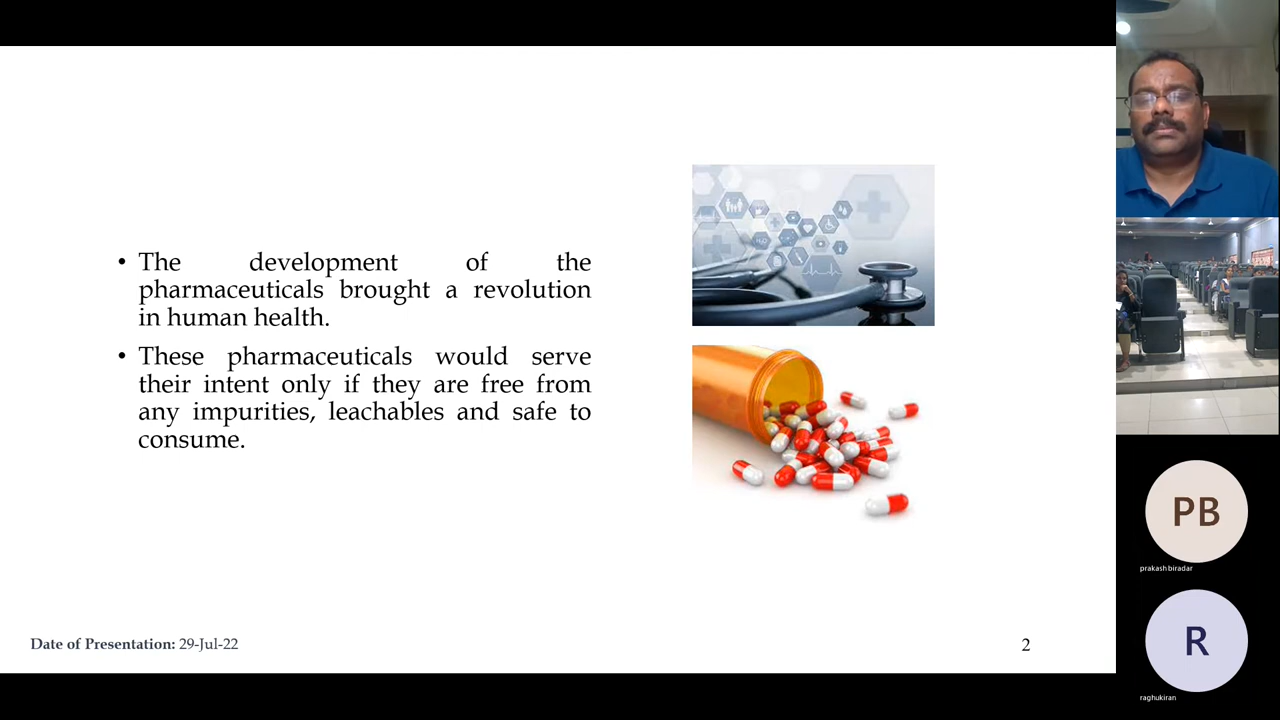 • The development of the
pharmaceuticals brought a revolution
in human health.
• These pharmaceuticals would serve
their intent only if they are free from
any impurities, leachables and safe to
consume.
Date of Presentation: 29-Jul-22
2
PB
prakash biradar
R
raghukiran